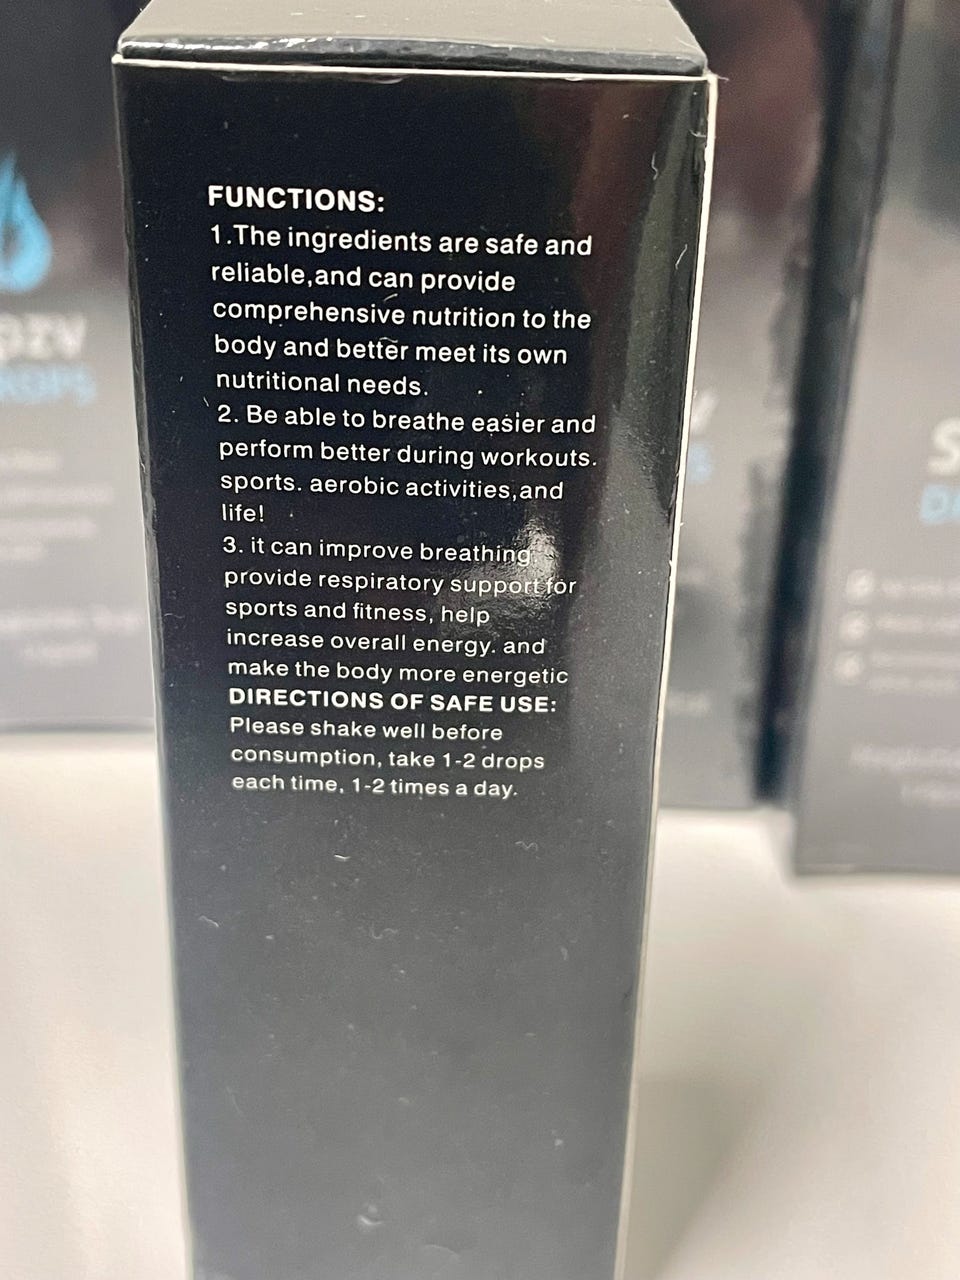 FUNCTIONS:
1.The ingredients are safe and
reliable,and can provide
comprehensive nutrition to the
body and better meet its own
nutritional needs.
2. Be able to breathe easier and
perform better during workouts.
sports. aerobic activities,and
life!
3. it can improve breathing
provide respiratory support for
sports and fitness, help
increase overall energy. and
make the body more energetic
DIRECTIONS OF SAFE USE:
Please shake well before
consumption, take 1-2 drops
each time, 1-2 times a day.